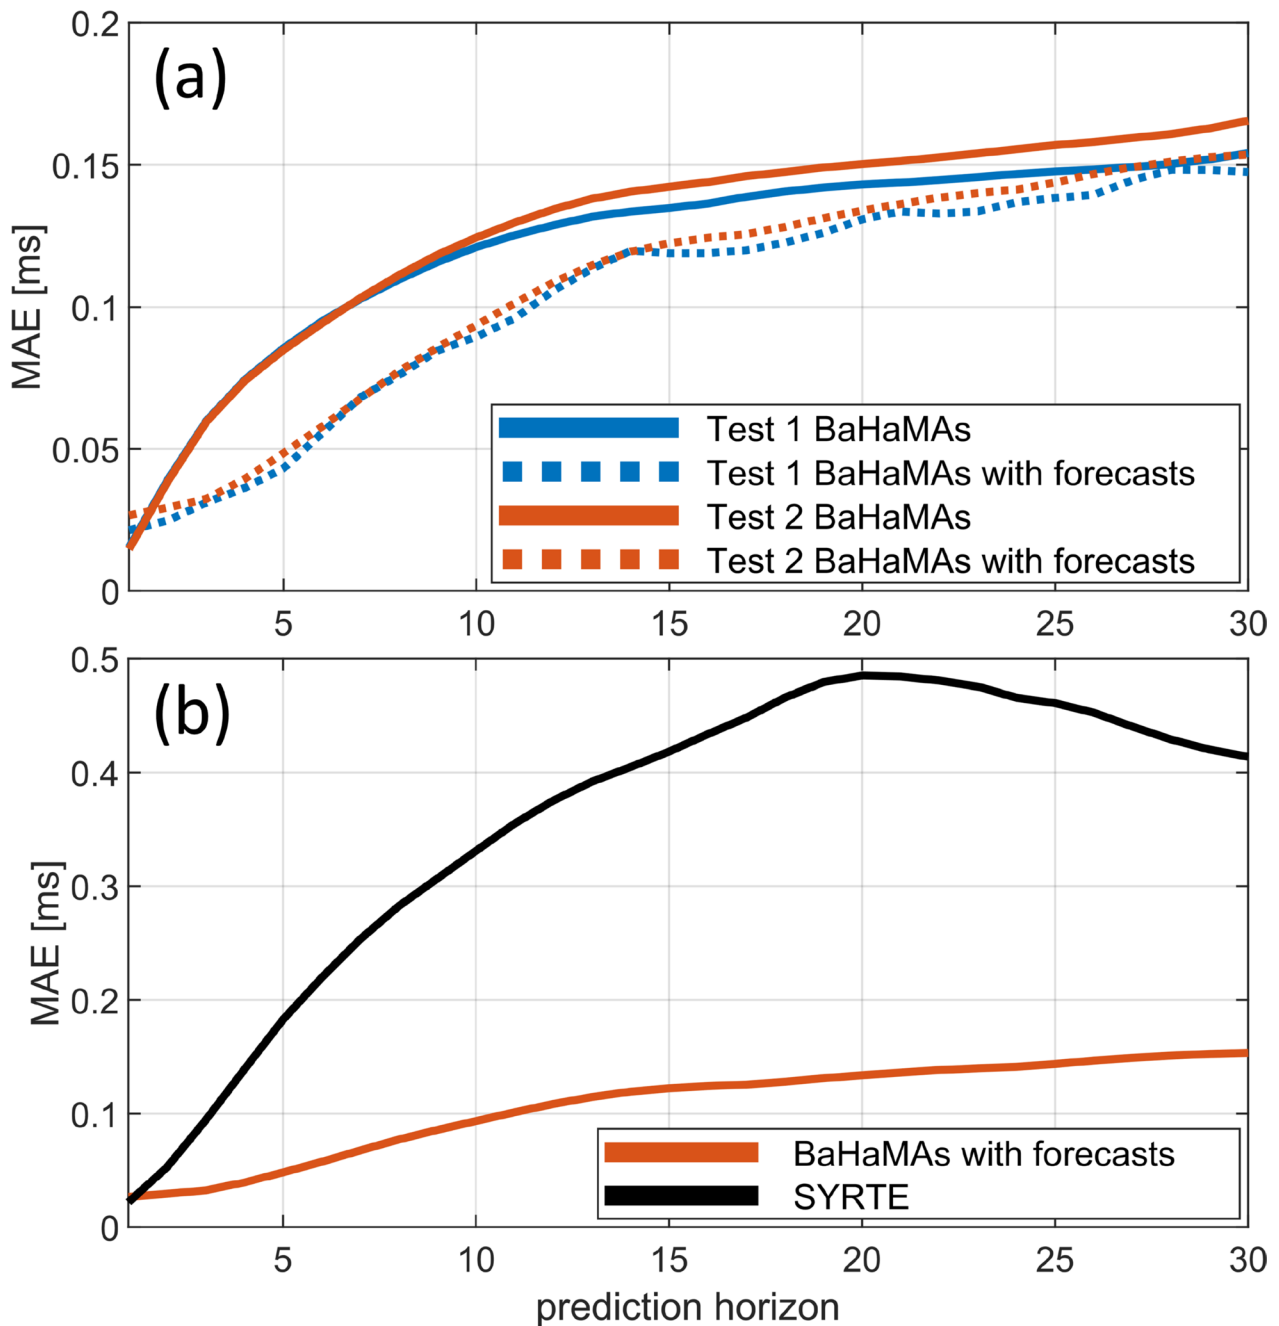 (a)
0.2
0.15
0.1
0.05
0
MAE [ms]
Test 1 BaHaMAs
Test 1 BaHaMAs with forecasts
Test 2 BaHaMAs
Test 2 BaHaMAs with forecasts
5 10 15 20 25 30
(b)
0.5
0.4
0.3
0.2
0.1
0
MAE [ms]
BaHaMAs with forecasts
SYRTE
5 10 15 20 25 30
prediction horizon